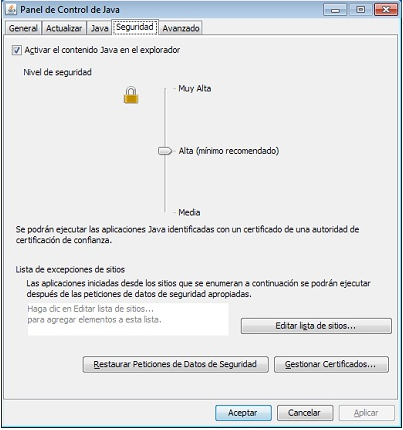 Panel de Control de Java
General Actualizar Java Seguridad Avanzado
Activar el contenido Java en el explorador
Nivel de seguridad
Muy Alta
Alta (mínimo recomendado)
Media
Se podrán ejecutar las aplicaciones Java identificadas con un certificado de una autoridad de
certificación de confianza.
Lista de excepciones de sitios
Las aplicaciones iniciadas desde los sitios que se enumeran a continuación se podrán ejecutar
después de las peticiones de datos de seguridad apropiadas.
Haga clic en Editar lista de sitios...
para agregar elementos a esta lista.
Editar lista de sitios...
Restaurar Peticiones de Datos de Seguridad Gestionar Certificados...
Aceptar Cancelar Aplicar